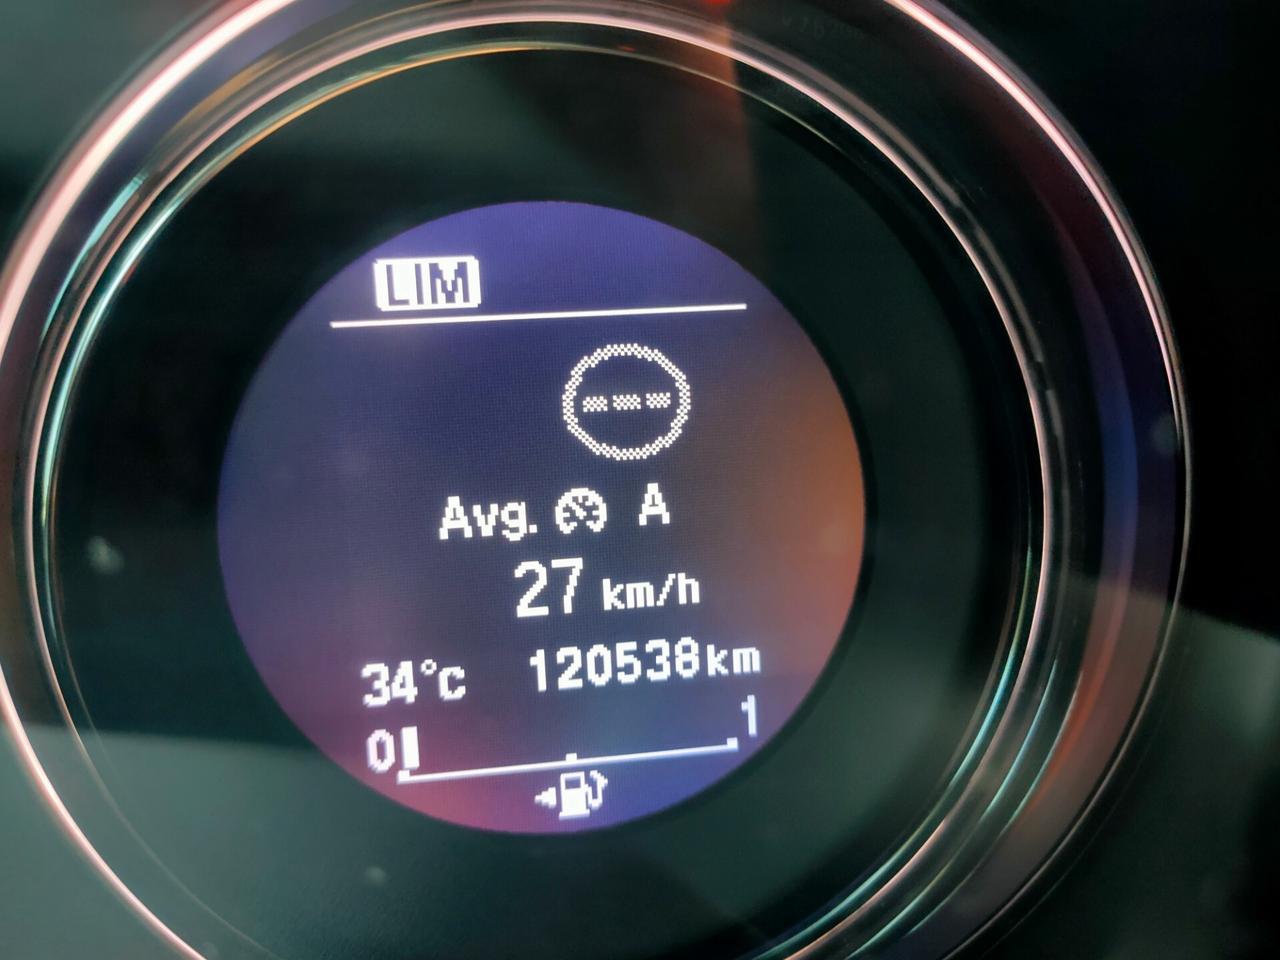 LIM
---
Avg. A
27 km/h
34°C 120538km
0 1